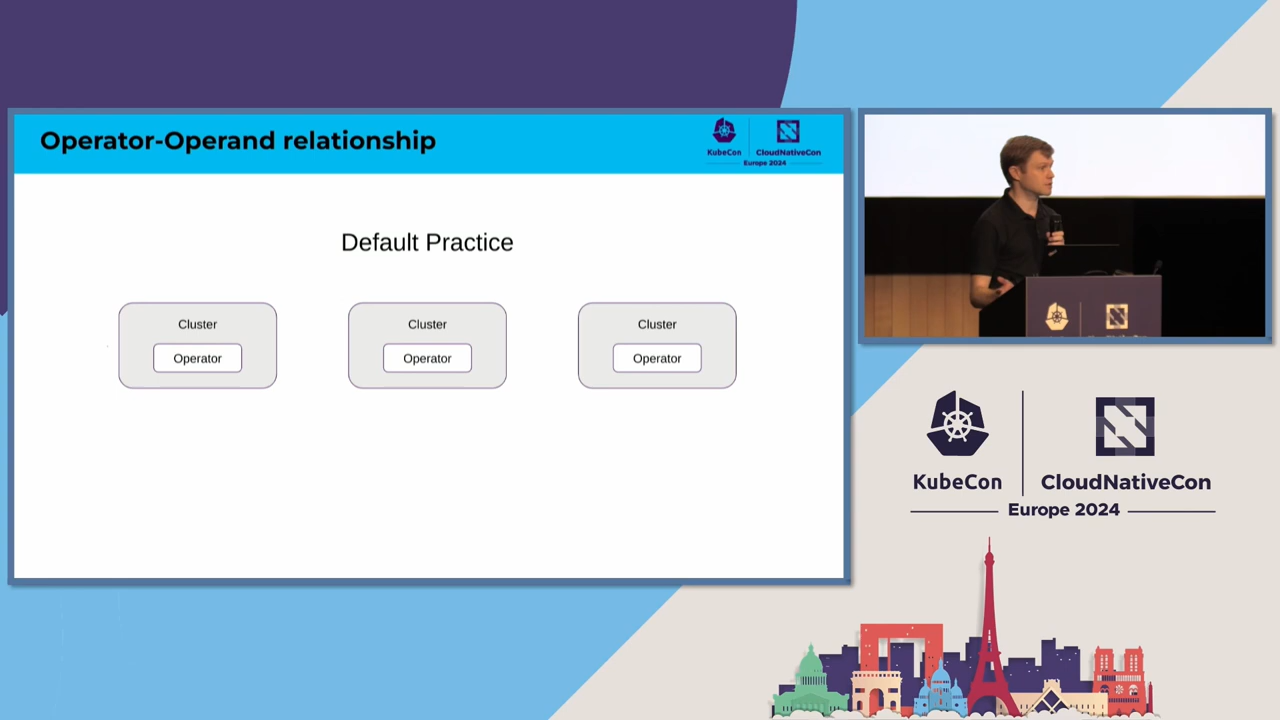 Operator-Operand relationship
KubeCon
CloudNativeCon
Europe 2024
Default Practice
Cluster
Operator
Cluster
Operator
Cluster
Operator
KubeCon
CloudNativeCon
Europe 2024